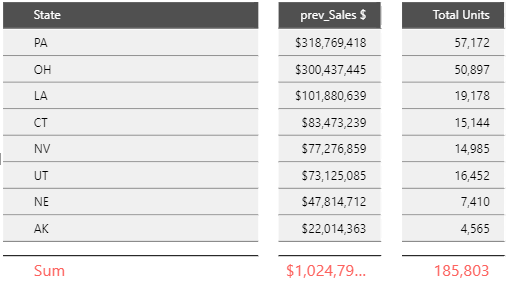 State prev_Sales $ Total Units
PA $318,769,418 57,172
OH $300,437,445 50,897
LA $101,880,639 19,178
CT $83,473,239 15,144
NV $77,276,859 14,985
UT $73,125,085 16,452
NE $47,814,712 7,410
AK $22,014,363 4,565
Sum $1,024,79... 185,803